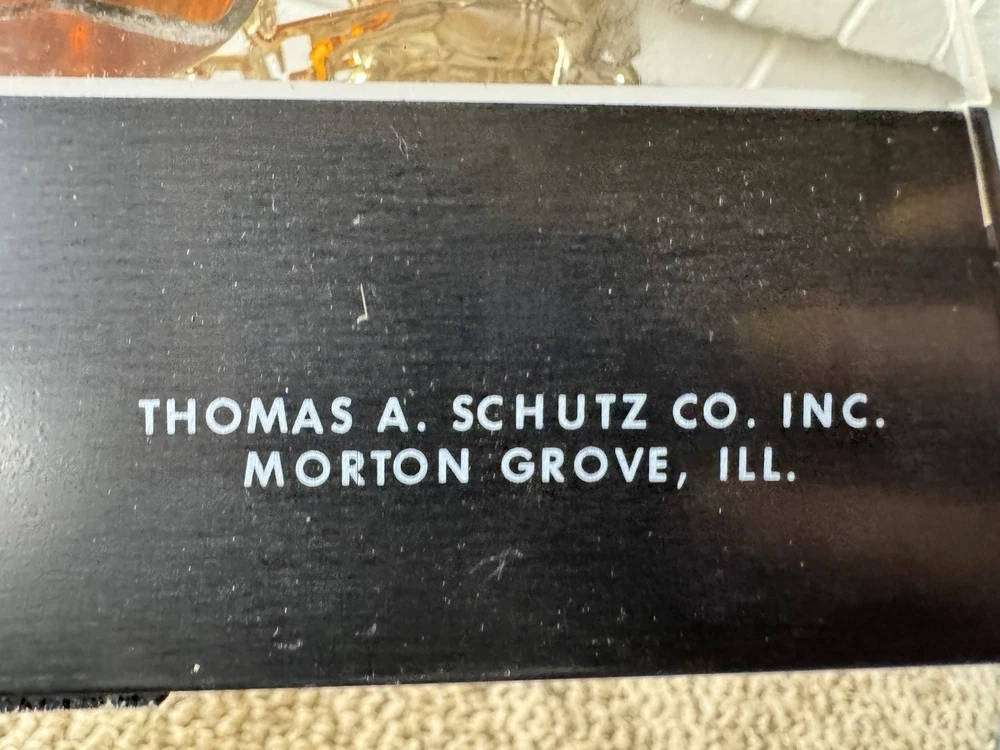 THOMAS A. SCHUTZ CO. INC.
MORTON GROVE, ILL.